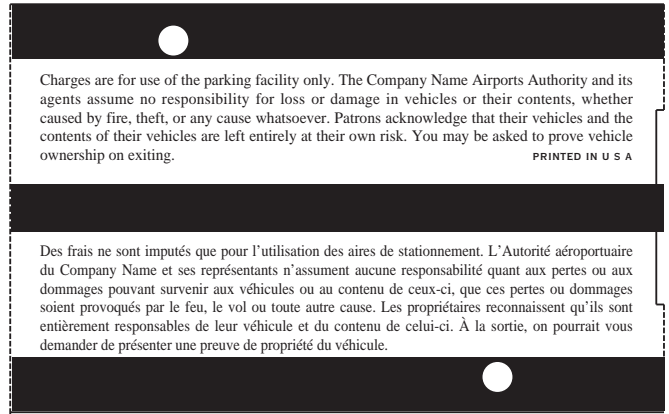 Charges are for use of the parking facility only. The Company Name Airports Authority and its
agents assume no responsibility for loss or damage in vehicles or their contents, whether
caused by fire, theft, or any cause whatsoever. Patrons acknowledge that their vehicles and the
contents of their vehicles are left entirely at their own risk. You may be asked to prove vehicle
ownership on exiting. PRINTED IN U S A
Des frais ne sont imputés que pour l’utilisation des aires de stationnement. L’Autorité aéroportuaire
du Company Name et ses représentants n’assument aucune responsabilité quant aux pertes ou aux
dommages pouvant survenir aux véhicules ou au contenu de ceux-ci, que ces pertes ou dommages
soient provoqués par le feu, le vol ou toute autre cause. Les propriétaires reconnaissent qu’ils sont
entièrement responsables de leur véhicule et du contenu de celui-ci. À la sortie, on pourrait vous
demander de présenter une preuve de propriété du véhicule.